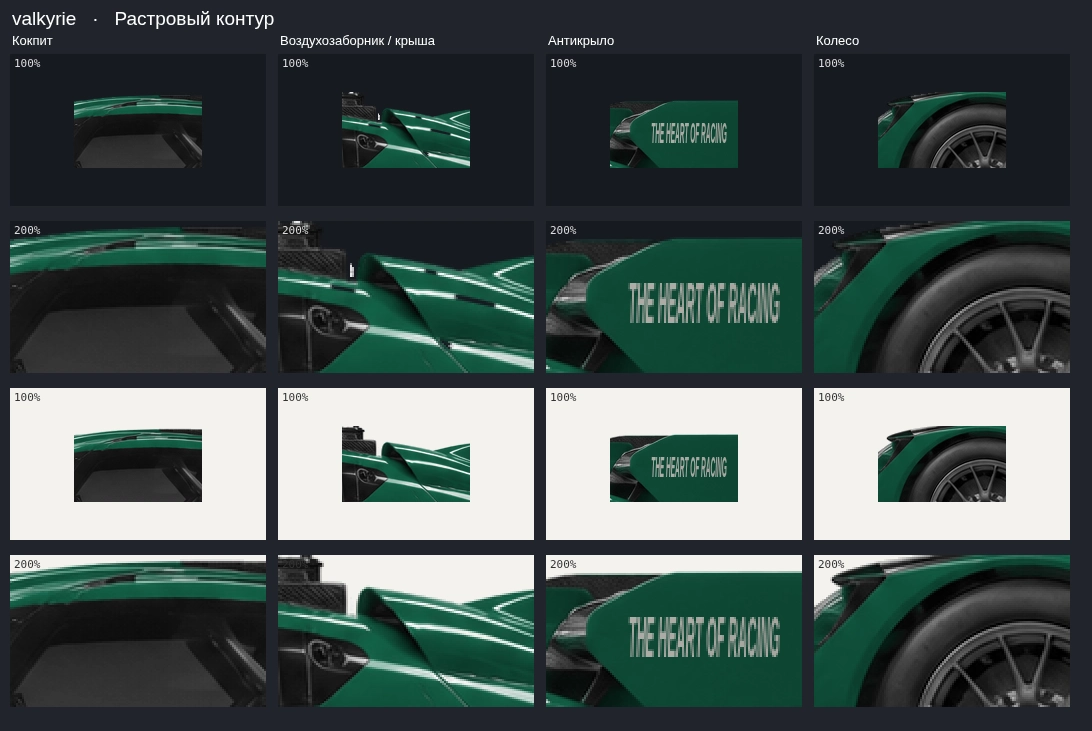 valkyrie · Растровый контур
Кокпит Воздухозаборник / крыша Антикрыло Колесо
100% 100% 100% 100%
THE HEART OF RACING
200% 200% 200% 200%
THE HEART OF RACING
100% 100% 100% 100%
THE HEART OF RACING
200% 200% 200% 200%
THE HEART OF RACING